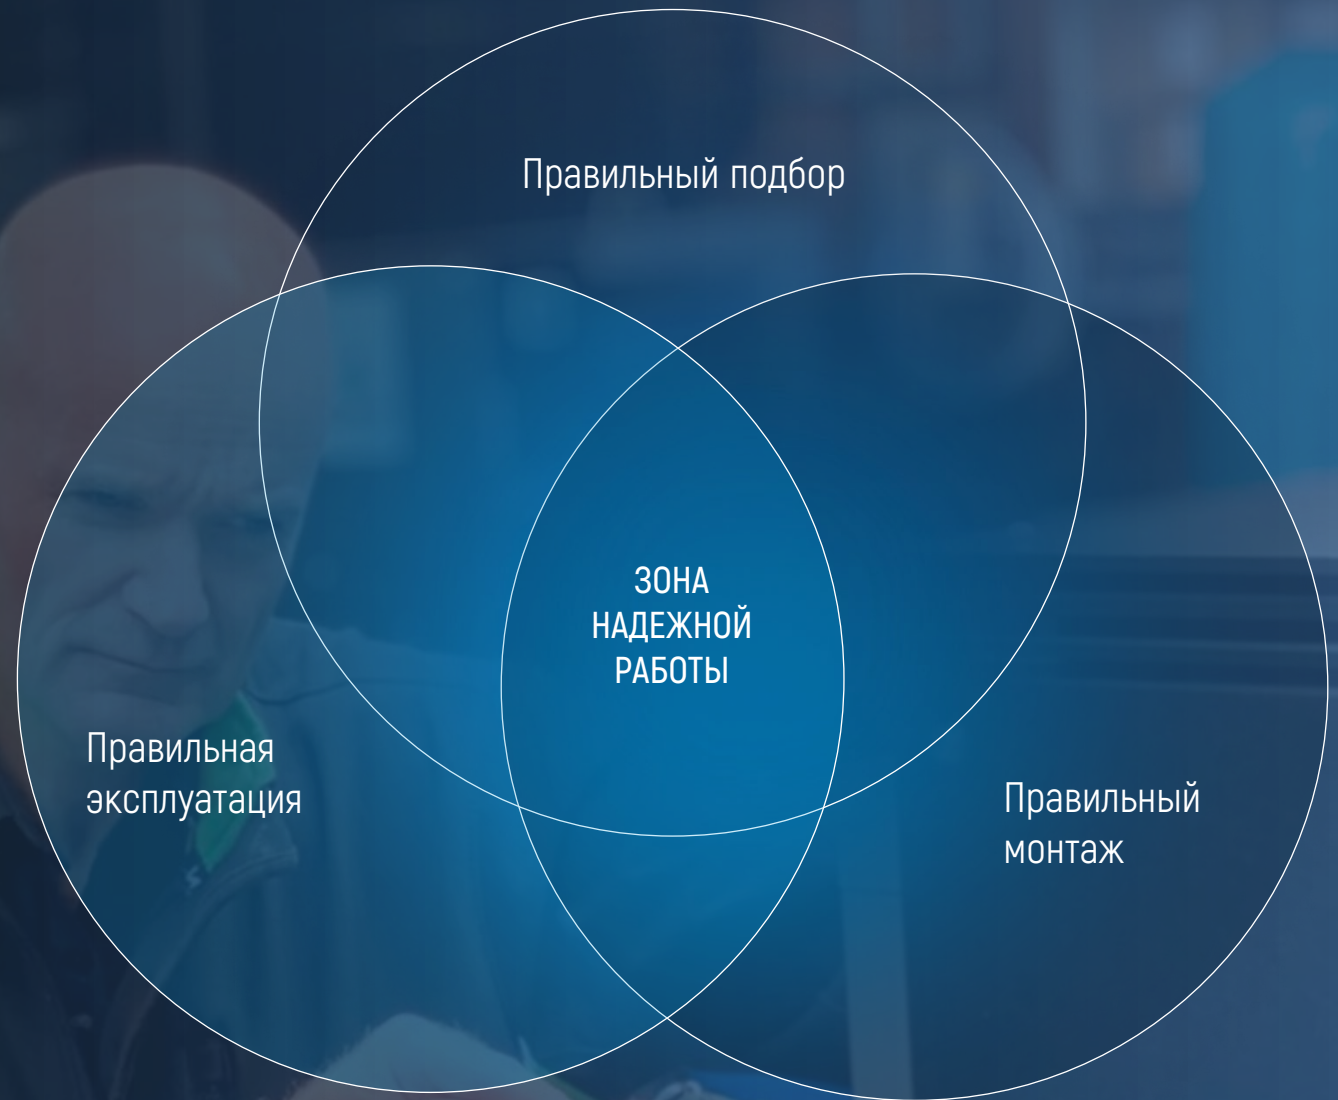 Правильный подбор
ЗОНА
НАДЕЖНОЙ
РАБОТЫ
Правильная
эксплуатация
Правильный
монтаж